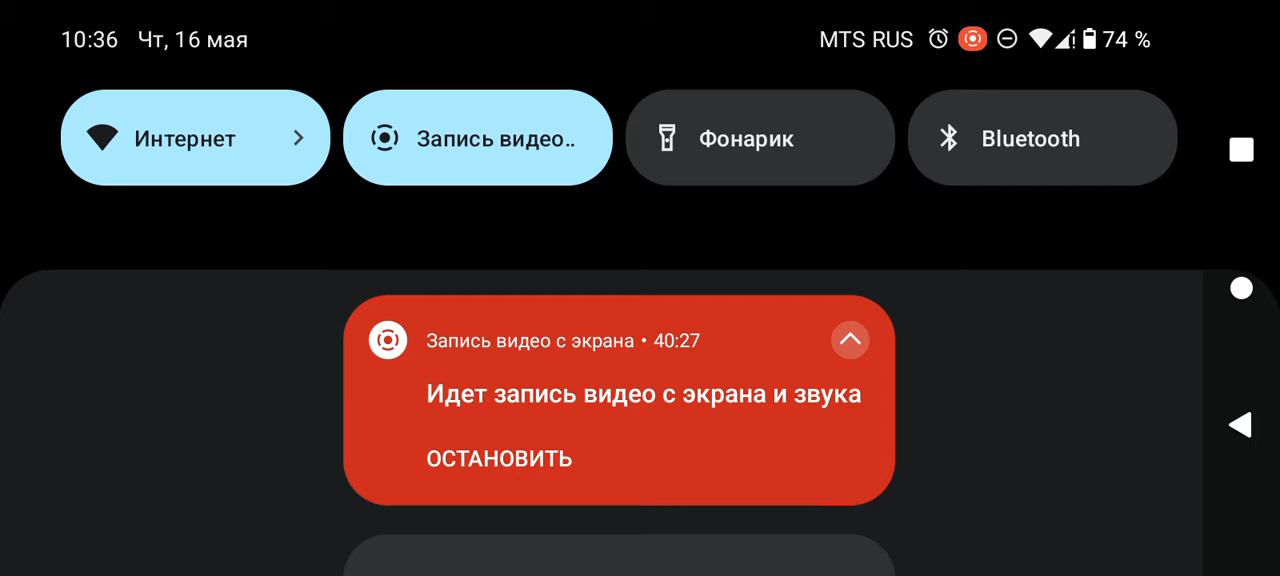 10:36 Чт, 16 мая MTS RUS 74 %
Интернет Запись видео.. Фонарик Bluetooth
Запись видео с экрана • 40:27
Идет запись видео с экрана и звука
ОСТАНОВИТЬ